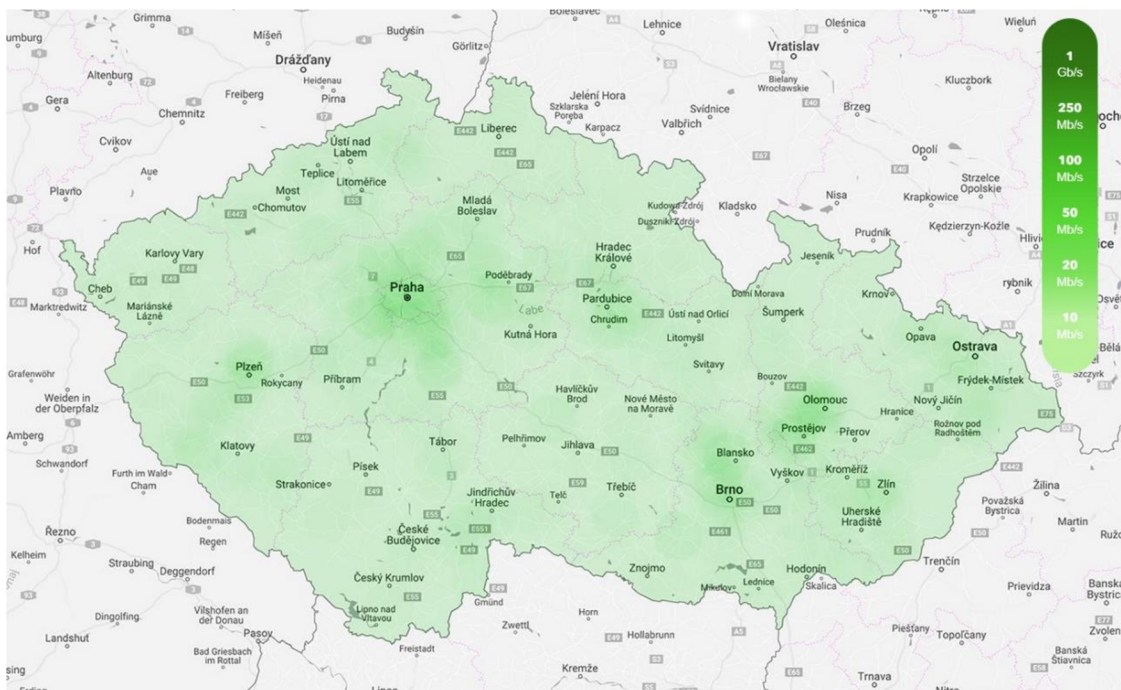 Boleslawiec
Grimma
Lehnice
Oleśnica
Wieluń
Míšeň
Budyšín
Görlitz
Vratislav
Drážďany
Altenburg
Heidenau
Pirna
Freiberg
Bielany
Wrocławskie
Kluczbork
Gera
Chemnitz
Jelení Hora
Szklarska
Poręba
Karpacz
Svídnice
Valbřich
Brzeg
Cvikov
Aue
Plavno
Hof
Opolí
Strzelce
Opolskie
Krapkowice
Kędzierzyn-Koźle
Nisa
Prudník
Kladsko
Kudowa-Zdrój
Duszniki-Zdrój
Liberec
Ústí nad
Labem
Teplice
Litoměřice
Most
Chomutov
Mladá
Boleslav
Karlovy Vary
Cheb
Mariánské
Lázně
Marktredwitz
Praha
Poděbrady
Labe
Kutná Hora
Hradec
Králové
Pardubice
Chrudim
Ústí nad Orlicí
Litomyšl
Svitavy
Dolní Morava
Šumperk
Jeseník
Krnov
Opava
Ostrava
Frýdek-Místek
Nový Jičín
Rožnov pod
Radhoštěm
Hranice
Bouzov
Olomouc
Prostějov
Přerov
Plzeň
Rokycany
Příbram
Klatovy
Tábor
Písek
Strakonice
Pelhřimov
Havlíčkův
Brod
Nové Město
na Moravě
Jihlava
Třebíč
Telč
Jindřichův
Hradec
České
Budějovice
Český Krumlov
Lipno nad
Vltavou
Blansko
Brno
Vyškov
Kroměříž
Zlín
Uherské
Hradiště
Hodonín
Skalica
Znojmo
Mikulov
Lednice
Grafenwöhr
Weiden in
der Oberpfalz
Amberg
Schwandorf
Furth im Wald
Cham
Řezno
Bodenmais
Regen
Kelheim
Straubing
Deggendorf
Dingolfing
Landshut
Vilshofen an
der Donau
Pasov
Bad Griesbach
im Rottal
Freistadt
Gmünd
Zwettl
Horn
Hollabrunn
Kremže
Szczyrk
Žilina
Považská
Bystrica
Martin
Trenčín
Prievidza
Banská
Bystrica
Zvolen
Banská
Štiavnica
Piešťany
Topoľčany
Trnava
1
Gb/s
250
Mb/s
100
Mb/s
50
Mb/s
20
Mb/s
10
Mb/s